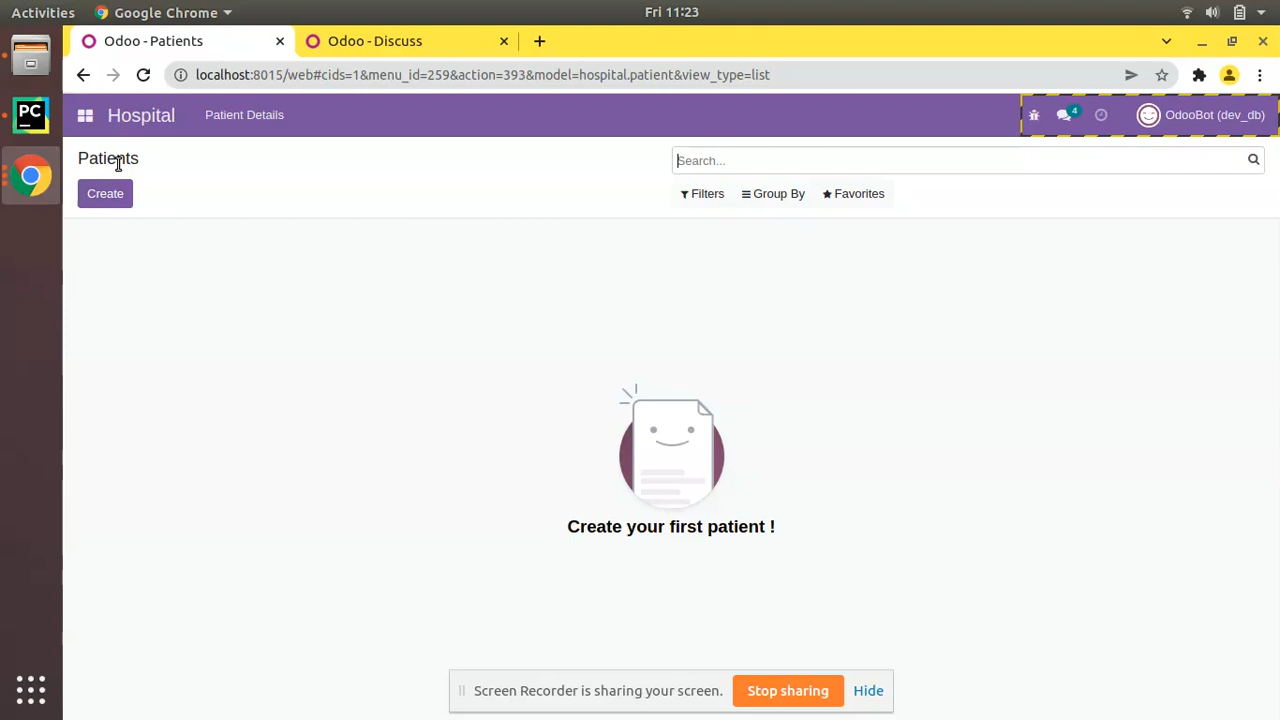 Activities
Google Chrome
Fri 11:23
Odoo - Patients
Odoo - Discuss
localhost:8015/web#cids=1&menu_id=259&action=393&model=hospital.patient&view_type=list
PC
Hospital
Patient Details
4
OdooBot (dev_db)
Patients
Search...
Create
Filters
Group By
Favorites
Create your first patient !
Screen Recorder is sharing your screen.
Stop sharing
Hide